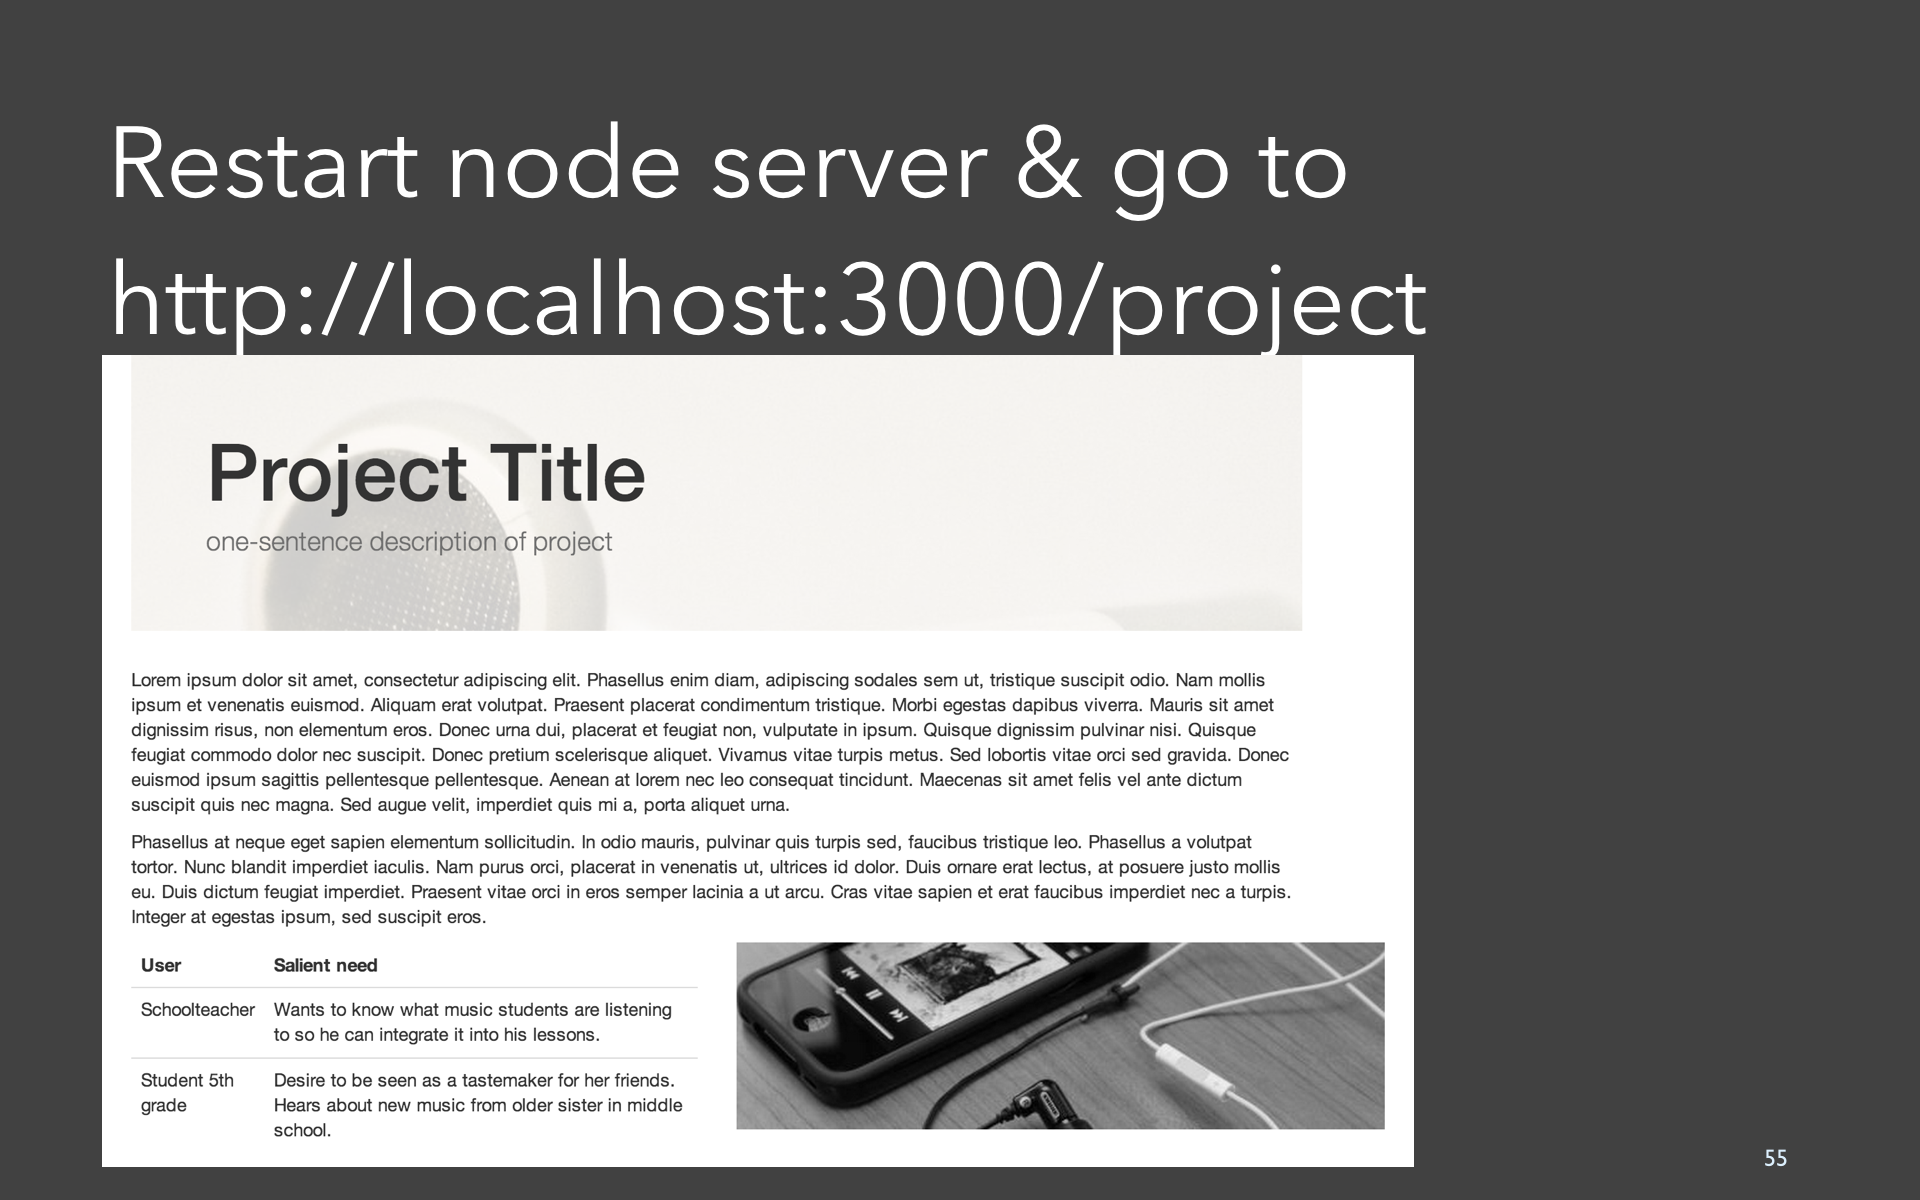 Restart node server & go to
http://localhost:3000/project
Project Title
one-sentence description of project
Lorem ipsum dolor sit amet, consectetur adipiscing elit. Phasellus enim diam, adipiscing sodales sem ut, tristique suscipit odio. Nam mollis
ipsum et venenatis euismod. Aliquam erat volutpat. Praesent placerat condimentum tristique. Morbi egestas dapibus viverra. Mauris sit amet
dignissim risus, non elementum eros. Donec urna dui, placerat et feugiat non, vulputate in ipsum. Quisque dignissim pulvinar nisi. Quisque
feugiat commodo dolor nec suscipit. Donec pretium scelerisque aliquet. Vivamus vitae turpis metus. Sed lobortis vitae orci sed gravida. Donec
euismod ipsum sagittis pellentesque pellentesque. Aenean at lorem nec leo consequat tincidunt. Maecenas sit amet felis vel ante dictum
suscipit quis nec magna. Sed augue velit, imperdiet quis mi a, porta aliquet urna.
Phasellus at neque eget sapien elementum sollicitudin. In odio mauris, pulvinar quis turpis sed, faucibus tristique leo. Phasellus a volutpat
tortor. Nunc blandit imperdiet iaculis. Nam purus orci, placerat in venenatis ut, ultrices id dolor. Duis ornare erat lectus, at posuere justo mollis
eu. Duis dictum feugiat imperdiet. Praesent vitae orci in eros semper lacinia a ut arcu. Cras vitae sapien et erat faucibus imperdiet nec a turpis.
Integer at egestas ipsum, sed suscipit eros.
User Salient need
Schoolteacher Wants to know what music students are listening
to so he can integrate it into his lessons.
Student 5th Desire to be seen as a tastemaker for her friends.
grade Hears about new music from older sister in middle
school.
55